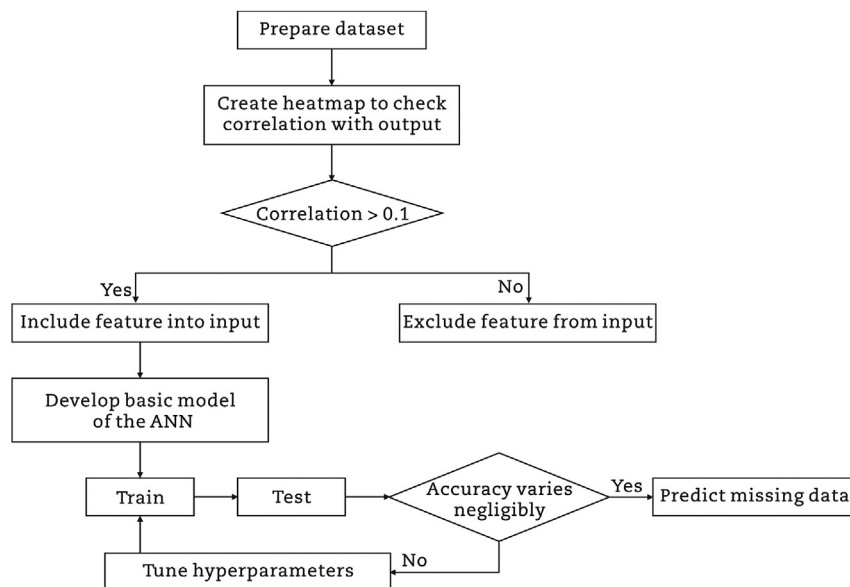 Prepare dataset
Create heatmap to check
correlation with output
Correlation > 0.1
Yes
No
Include feature into input
Exclude feature from input
Develop basic model
of the ANN
Train
Test
Accuracy varies
negligibly
Yes
Predict missing data
No
Tune hyperparameters